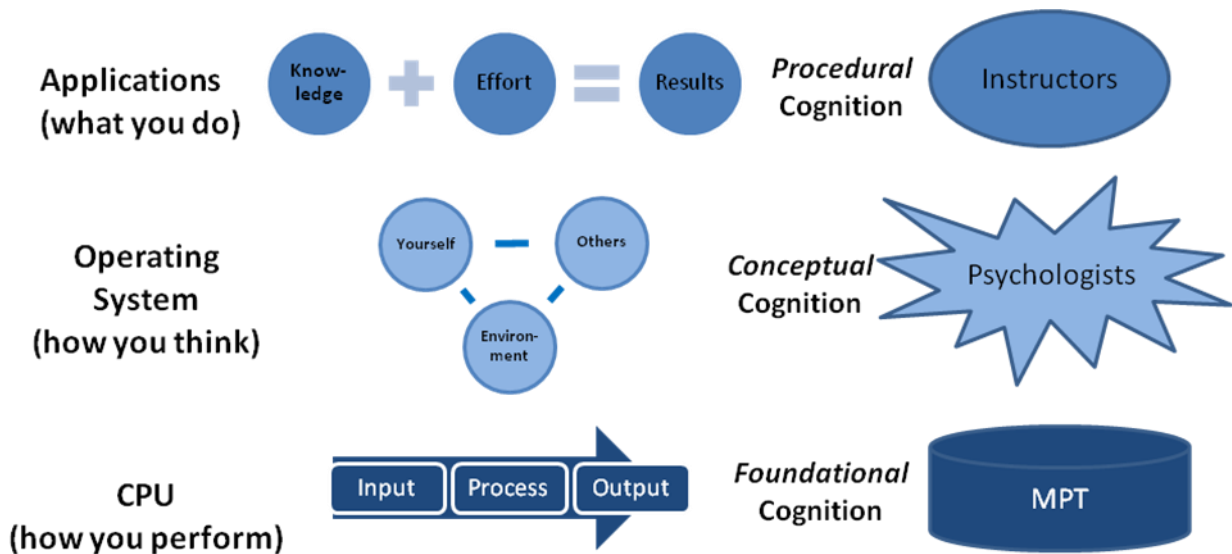 Applications
(what you do)
Know-
ledge
Effort
Results
Procedural
Cognition
Instructors
Operating
System
(how you think)
Yourself
Others
Environ-
ment
Conceptual
Cognition
Psychologists
CPU
(how you perform)
Input
Process
Output
Foundational
Cognition
MPT